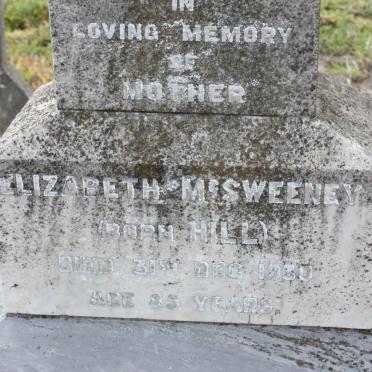 IN
LOVING MEMORY
OF
MOTHER
ELIZABETH McSWEENEY
(BORN HILL)
DIED 31ST DEC
AGE YEARS.